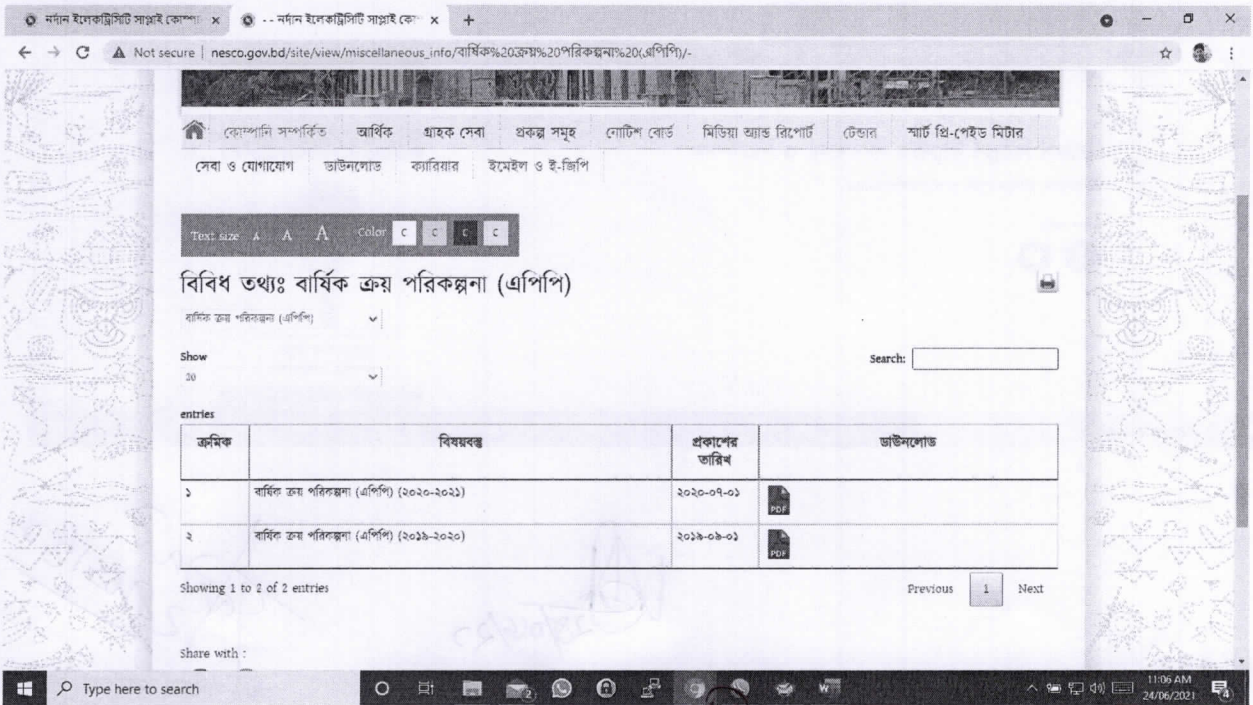 নর্দান ইলেকট্রিসিটি সাপ্লাই কোম্পা
- - নর্দান ইলেকট্রিসিটি সাপ্লাই কো
Not secure | nesco.gov.bd/site/view/miscellaneous_info/বার্ষিক%20ক্রয়%20পরিকল্পনা%20(এপিপি)/-
কোম্পানি সম্পর্কিত আর্থিক গ্রাহক সেবা প্রকল্প সমূহ নোটিশ বোর্ড মিডিয়া অ্যান্ড রিপোর্ট টেন্ডার স্মার্ট প্রি-পেইড মিটার
সেবা ও যোগাযোগ ডাউনলোড ক্যারিয়ার ইমেইল ও ই-জিপি
Text size A A A Color C C C C
বিবিধ তথ্যঃ বার্ষিক ক্রয় পরিকল্পনা (এপিপি)
বার্ষিক ক্রয় পরিকল্পনা (এপিপি)
Show
20
Search:
entries
ক্রমিক বিষয়বস্তু প্রকাশের তারিখ ডাউনলোড
১ বার্ষিক ক্রয় পরিকল্পনা (এপিপি) (২০২০-২০২১) ২০২০-০৭-০১ PDF
২ বার্ষিক ক্রয় পরিকল্পনা (এপিপি) (২০১৯-২০২০) ২০১৯-০৯-০১ PDF
Showing 1 to 2 of 2 entries
Previous 1 Next
Share with :
Type here to search
11:06 AM
24/06/2021